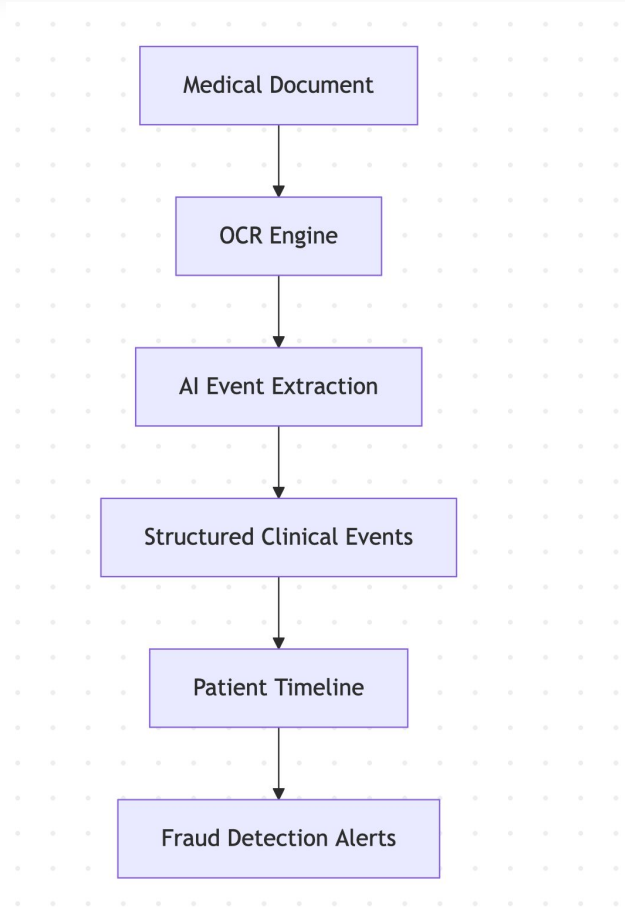 Medical Document
OCR Engine
AI Event Extraction
Structured Clinical Events
Patient Timeline
Fraud Detection Alerts